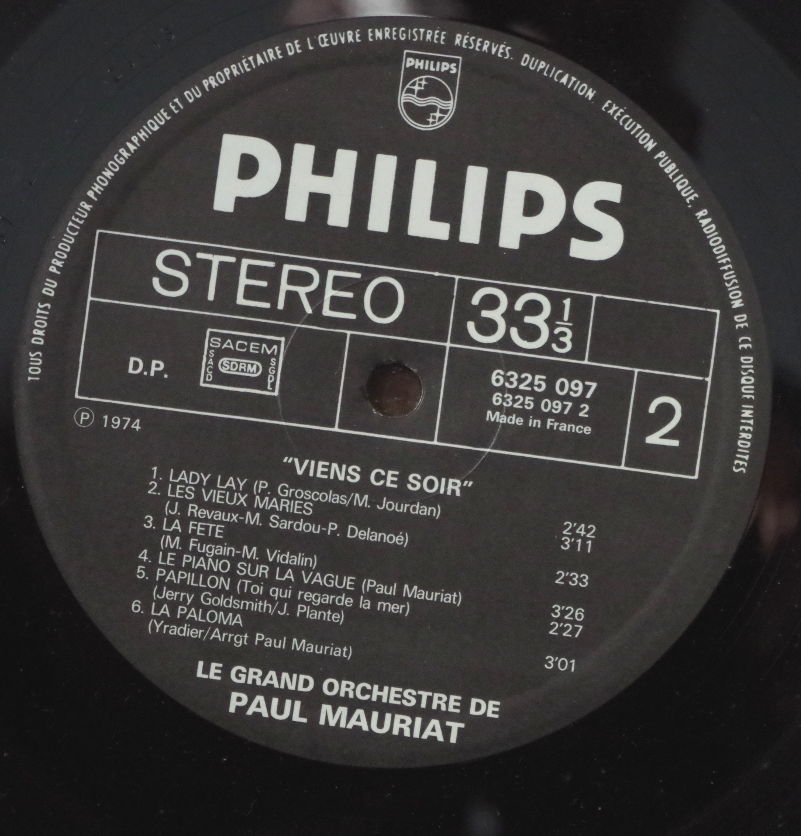 TOUS DROITS DU PRODUCTEUR PHONOGRAPHIQUE ET DU PROPRIÉTAIRE DE L'ŒUVRE ENREGISTRÉE RÉSERVÉS. DUPLICATION, EXÉCUTION PUBLIQUE, RADIODIFFUSION DE CE DISQUE INTERDITES
PHILIPS
PHILIPS
STEREO
33 1/3
D.P.
SACEM
SACD
SDRM
SGDL
6325 097
6325 097 2
Made in France
2
Ⓟ 1974
"VIENS CE SOIR"
1. LADY LAY (P. Groscolas/M. Jourdan) 2'42
2. LES VIEUX MARIES
(J. Revaux-M. Sardou-P. Delanoé) 3'11
3. LA FETE
(M. Fugain-M. Vidalin) 2'33
4. LE PIANO SUR LA VAGUE (Paul Mauriat) 3'26
5. PAPILLON (Toi qui regarde la mer) 2'27
(Jerry Goldsmith/J. Plante)
6. LA PALOMA
(Yradier/Arrgt Paul Mauriat) 3'01
LE GRAND ORCHESTRE DE
PAUL MAURIAT